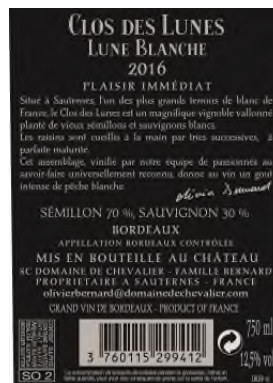 CLOS DES LUNES
LUNE BLANCHE
2016
PLAISIR IMMÉDIAT
Situé à Sauternes, l'un des plus grands terroirs de blanc de
France, le Clos des Lunes est un magnifique vignoble vallonné
planté de vieux sémillons et sauvignons blancs.
Les raisins sont cueillis à la main par tries successives, à
parfaite maturité.
Cet assemblage, vinifié par notre équipe de passionnés au
savoir-faire universellement reconnu, donne au vin un goût
intense de pêche blanche.
Olivier Bernard
SÉMILLON 70 %, SAUVIGNON 30 %
BORDEAUX
APPELLATION BORDEAUX CONTRÔLÉE
MIS EN BOUTEILLE AU CHÂTEAU
SC DOMAINE DE CHEVALIER - FAMILLE BERNARD
PROPRIETAIRE A SAUTERNES - FRANCE
olivierbernard@domainedechevalier.com
GRAND VIN DE BORDEAUX - PRODUCT OF FRANCE
750 ml
12,5% vol
3 760115 299412
SO 2